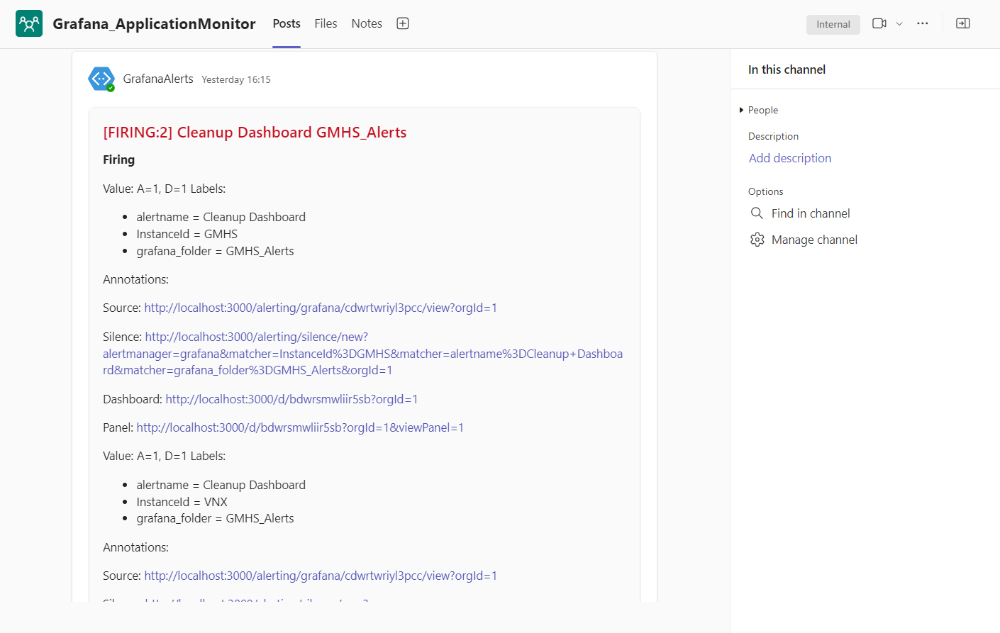 Grafana_ApplicationMonitor Posts Files Notes
Internal
GrafanaAlerts Yesterday 16:15
[FIRING:2] Cleanup Dashboard GMHS_Alerts
Firing
Value: A=1, D=1 Labels:
• alertname = Cleanup Dashboard
• InstanceId = GMHS
• grafana_folder = GMHS_Alerts
Annotations:
Source: http://localhost:3000/alerting/grafana/cdwrtwriyl3pcc/view?orgId=1
Silence: http://localhost:3000/alerting/silence/new?
alertmanager=grafana&matcher=InstanceId%3DGMHS&matcher=alertname%3DCleanup+Dashboa
rd&matcher=grafana_folder%3DGMHS_Alerts&orgId=1
Dashboard: http://localhost:3000/d/bdwrsmwliir5sb?orgId=1
Panel: http://localhost:3000/d/bdwrsmwliir5sb?orgId=1&viewPanel=1
Value: A=1, D=1 Labels:
• alertname = Cleanup Dashboard
• InstanceId = VNX
• grafana_folder = GMHS_Alerts
Annotations:
Source: http://localhost:3000/alerting/grafana/cdwrtwriyl3pcc/view?orgId=1
In this channel
People
Description
Add description
Options
Find in channel
Manage channel